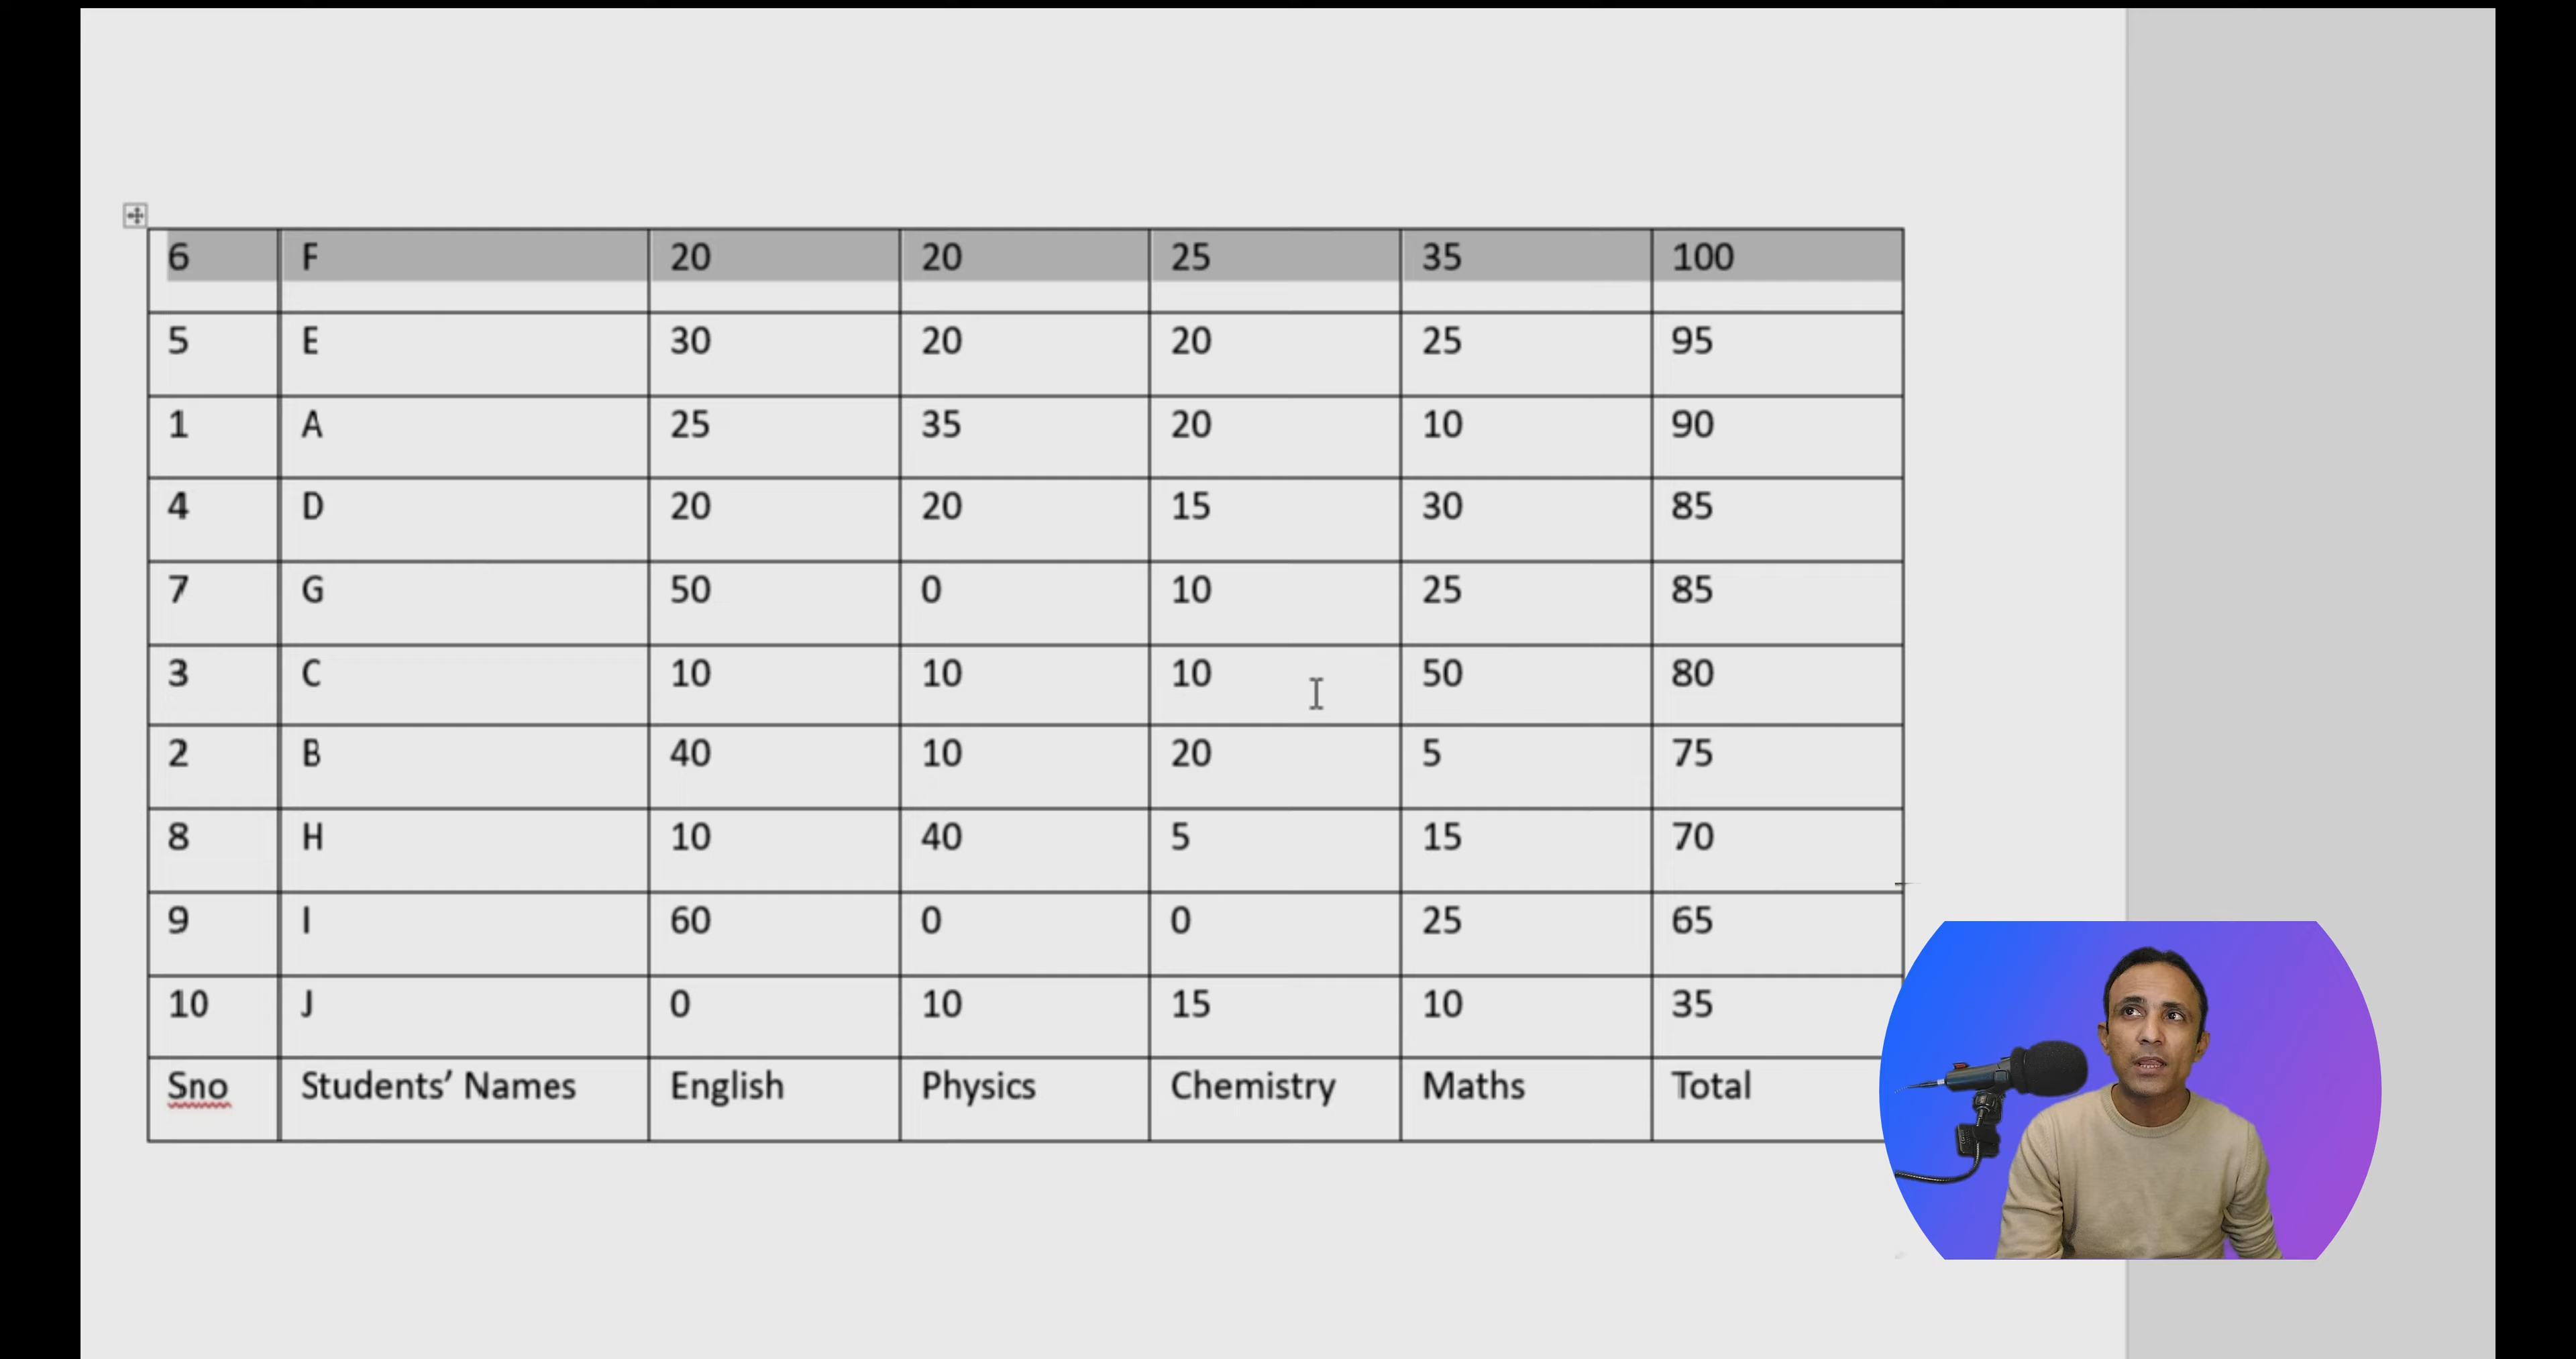 6 F 20 20 25 35 100
5 E 30 20 20 25 95
1 A 25 35 20 10 90
4 D 20 20 15 30 85
7 G 50 0 10 25 85
3 C 10 10 10 50 80
2 B 40 10 20 5 75
8 H 10 40 5 15 70
9 I 60 0 0 25 65
10 J 0 10 15 10 35
Sno Students’ Names English Physics Chemistry Maths Total